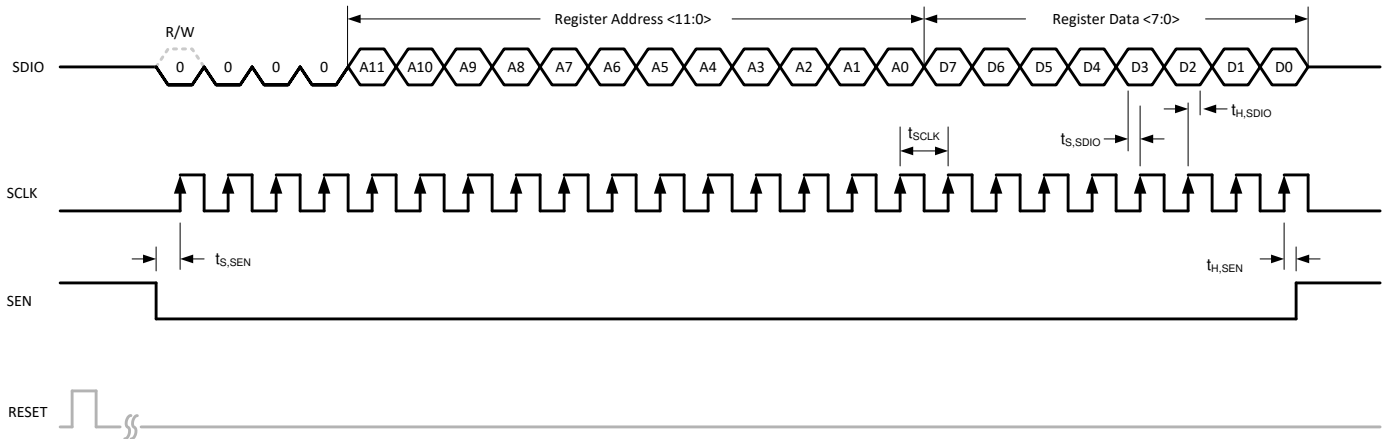 Register Address <11:0> Register Data <7:0>
R/W
SDIO 0 0 0 0 A11 A10 A9 A8 A7 A6 A5 A4 A3 A2 A1 A0 D7 D6 D5 D4 D3 D2 D1 D0
tH,SDIO
tSCLK tS,SDIO
SCLK
tS,SEN tH,SEN
SEN
RESET